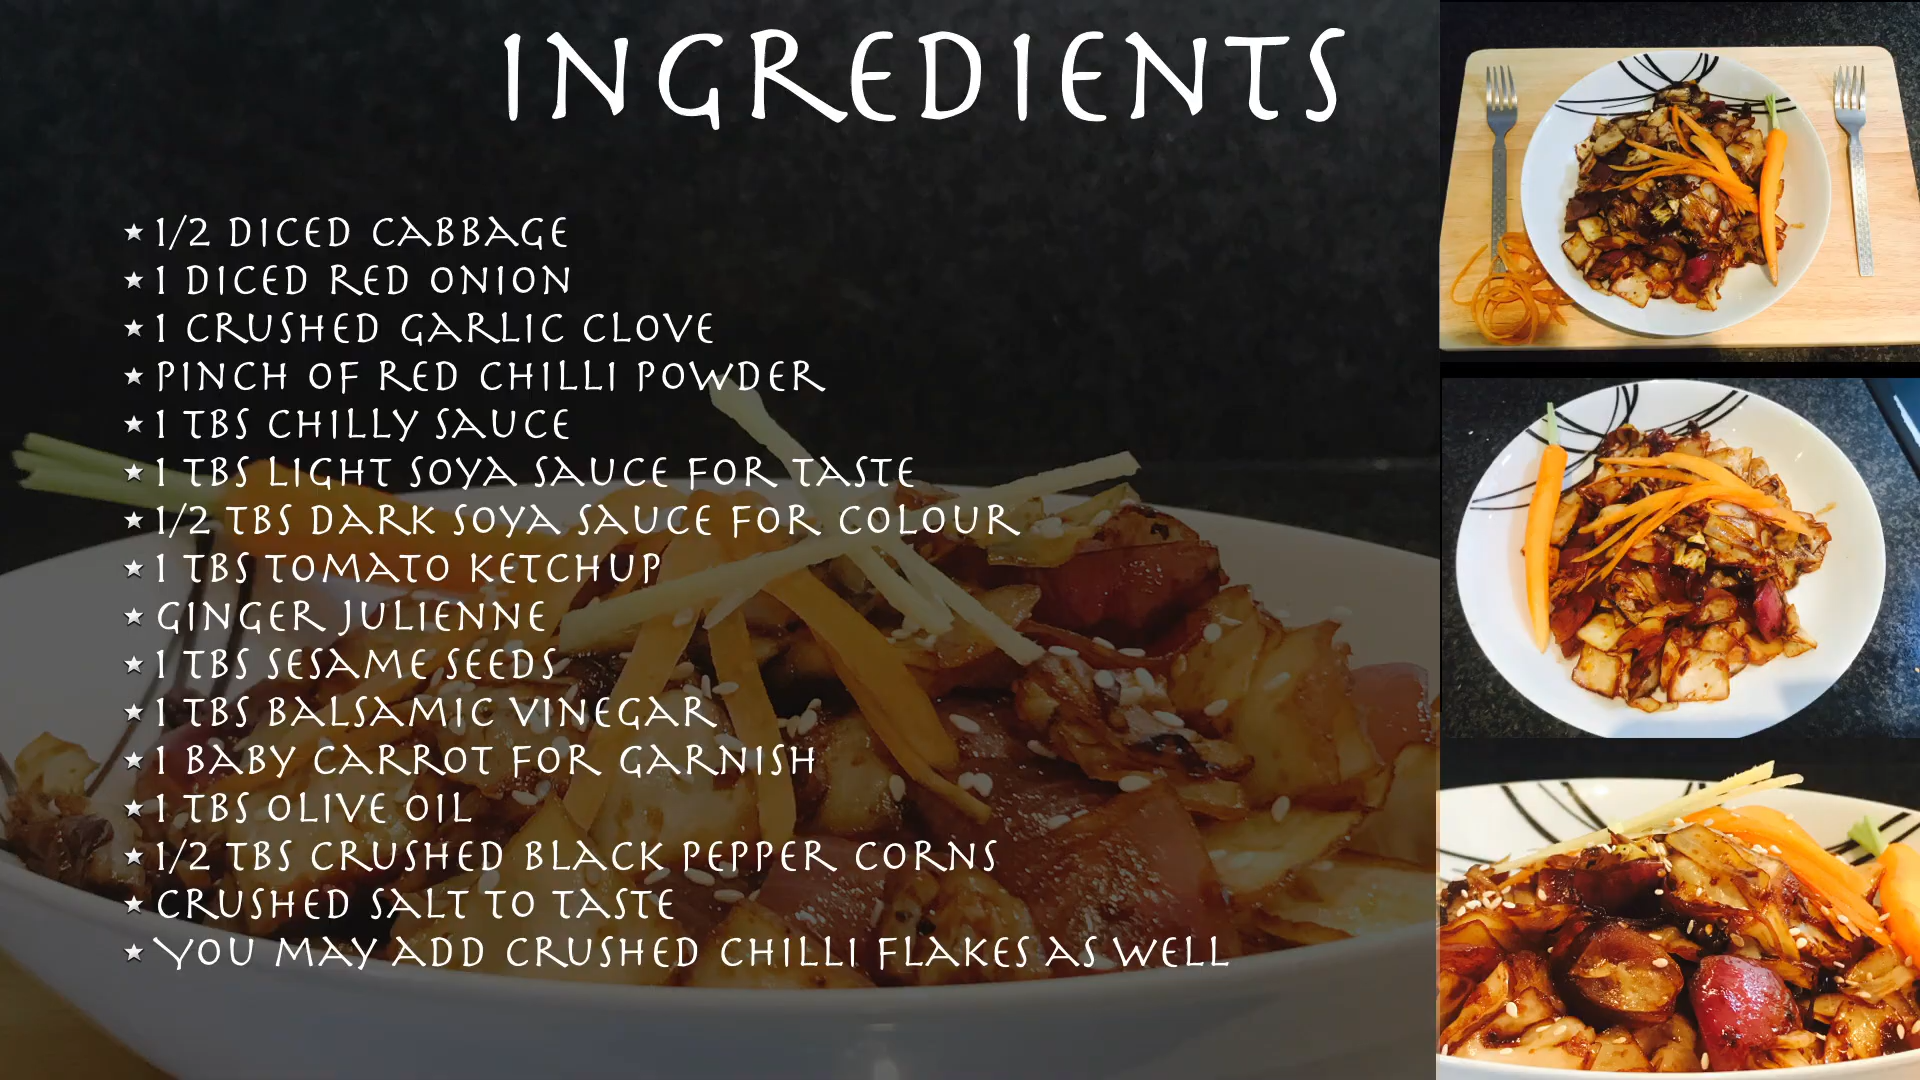 INGREDIENTS
★ 1/2 DICED CABBAGE
★ 1 DICED RED ONION
★ 1 CRUSHED GARLIC CLOVE
★ PINCH OF RED CHILLI POWDER
★ 1 TBS CHILLY SAUCE
★ 1 TBS LIGHT SOYA SAUCE FOR TASTE
★ 1/2 TBS DARK SOYA SAUCE FOR COLOUR
★ 1 TBS TOMATO KETCHUP
★ GINGER JULIENNE
★ 1 TBS SESAME SEEDS
★ 1 TBS BALSAMIC VINEGAR
★ 1 BABY CARROT FOR GARNISH
★ 1 TBS OLIVE OIL
★ 1/2 TBS CRUSHED BLACK PEPPER CORNS
★ CRUSHED SALT TO TASTE
★ YOU MAY ADD CRUSHED CHILLI FLAKES AS WELL